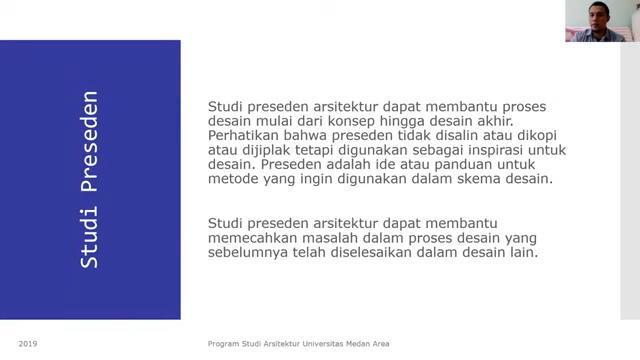 Studi Preseden
Studi preseden arsitektur dapat membantu proses
desain mulai dari konsep hingga desain akhir.
Perhatikan bahwa preseden tidak disalin atau dikopi
atau dijiplak tetapi digunakan sebagai inspirasi untuk
desain. Preseden adalah ide atau panduan untuk
metode yang ingin digunakan dalam skema desain.
Studi preseden arsitektur dapat membantu
memecahkan masalah dalam proses desain yang
sebelumnya telah diselesaikan dalam desain lain.
2019
Program Studi Arsitektur Universitas Medan Area